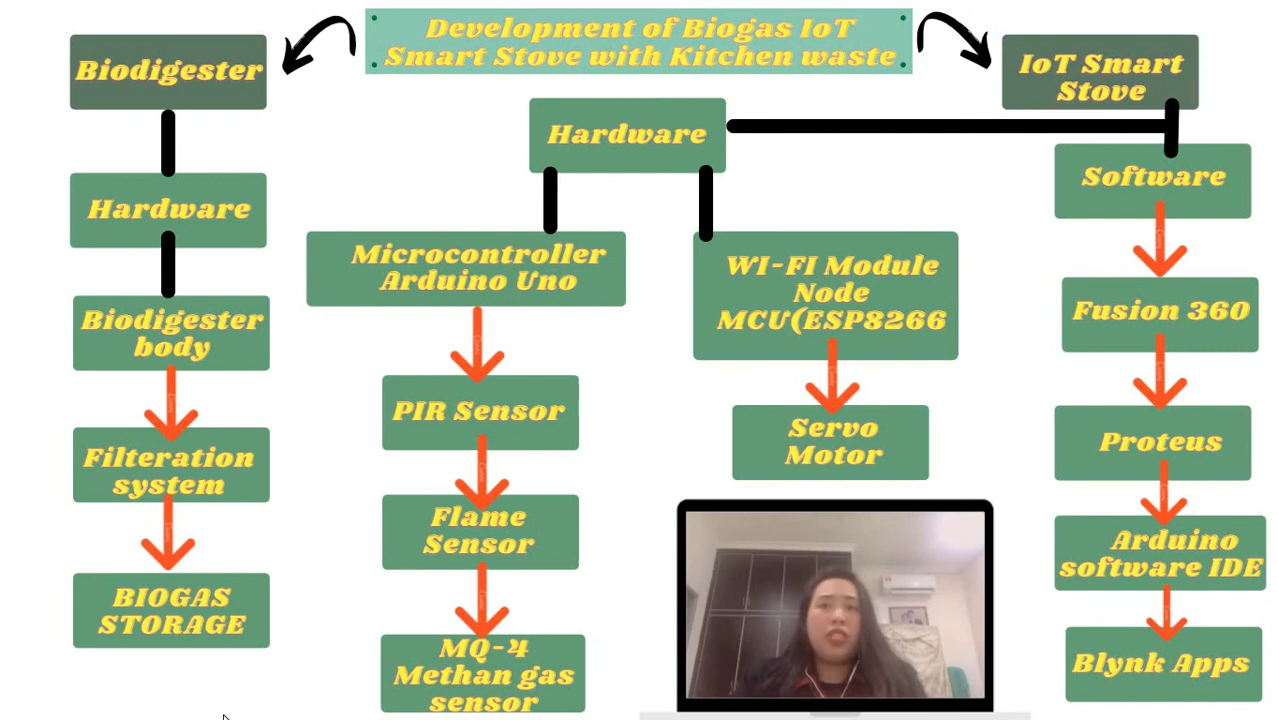 Development of Biogas IoT
Smart Stove with Kitchen waste
Biodigester
Hardware
Biodigester
body
Filteration
system
BIOGAS
STORAGE
IoT Smart
Stove
Hardware
Microcontroller
Arduino Uno
PIR Sensor
Flame
Sensor
MQ-4
Methan gas
sensor
WI-FI Module
Node
MCU(ESP8266
Servo
Motor
Software
Fusion 360
Proteus
Arduino
software IDE
Blynk Apps